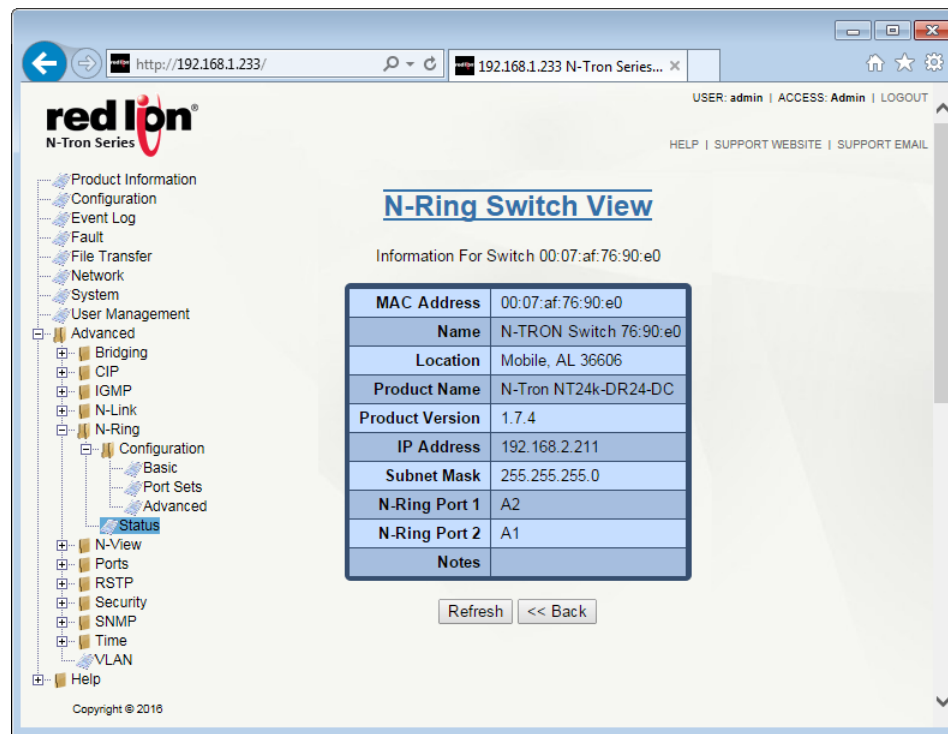 http://192.168.1.233/
192.168.1.233 N-Tron Series...
USER: admin | ACCESS: Admin | LOGOUT
red lion®
N-Tron Series
HELP | SUPPORT WEBSITE | SUPPORT EMAIL
Product Information
Configuration
Event Log
Fault
File Transfer
Network
System
User Management
Advanced
Bridging
CIP
IGMP
N-Link
N-Ring
Configuration
Basic
Port Sets
Advanced
Status
N-View
Ports
RSTP
Security
SNMP
Time
VLAN
Help
Copyright © 2016
N-Ring Switch View
Information For Switch 00:07:af:76:90:e0
MAC Address 00:07:af:76:90:e0
Name N-TRON Switch 76:90:e0
Location Mobile, AL 36606
Product Name N-Tron NT24k-DR24-DC
Product Version 1.7.4
IP Address 192.168.2.211
Subnet Mask 255.255.255.0
N-Ring Port 1 A2
N-Ring Port 2 A1
Notes
Refresh << Back